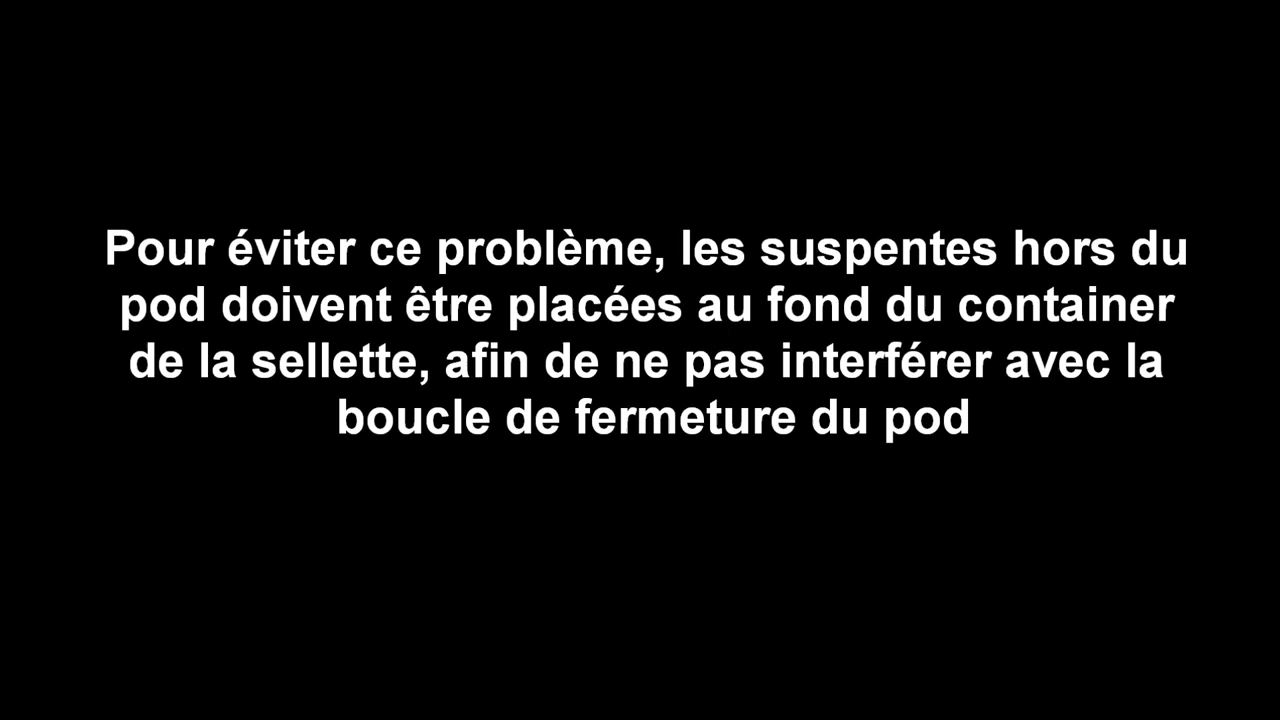 Pour éviter ce problème, les suspentes hors du
pod doivent être placées au fond du container
de la sellette, afin de ne pas interférer avec la
boucle de fermeture du pod